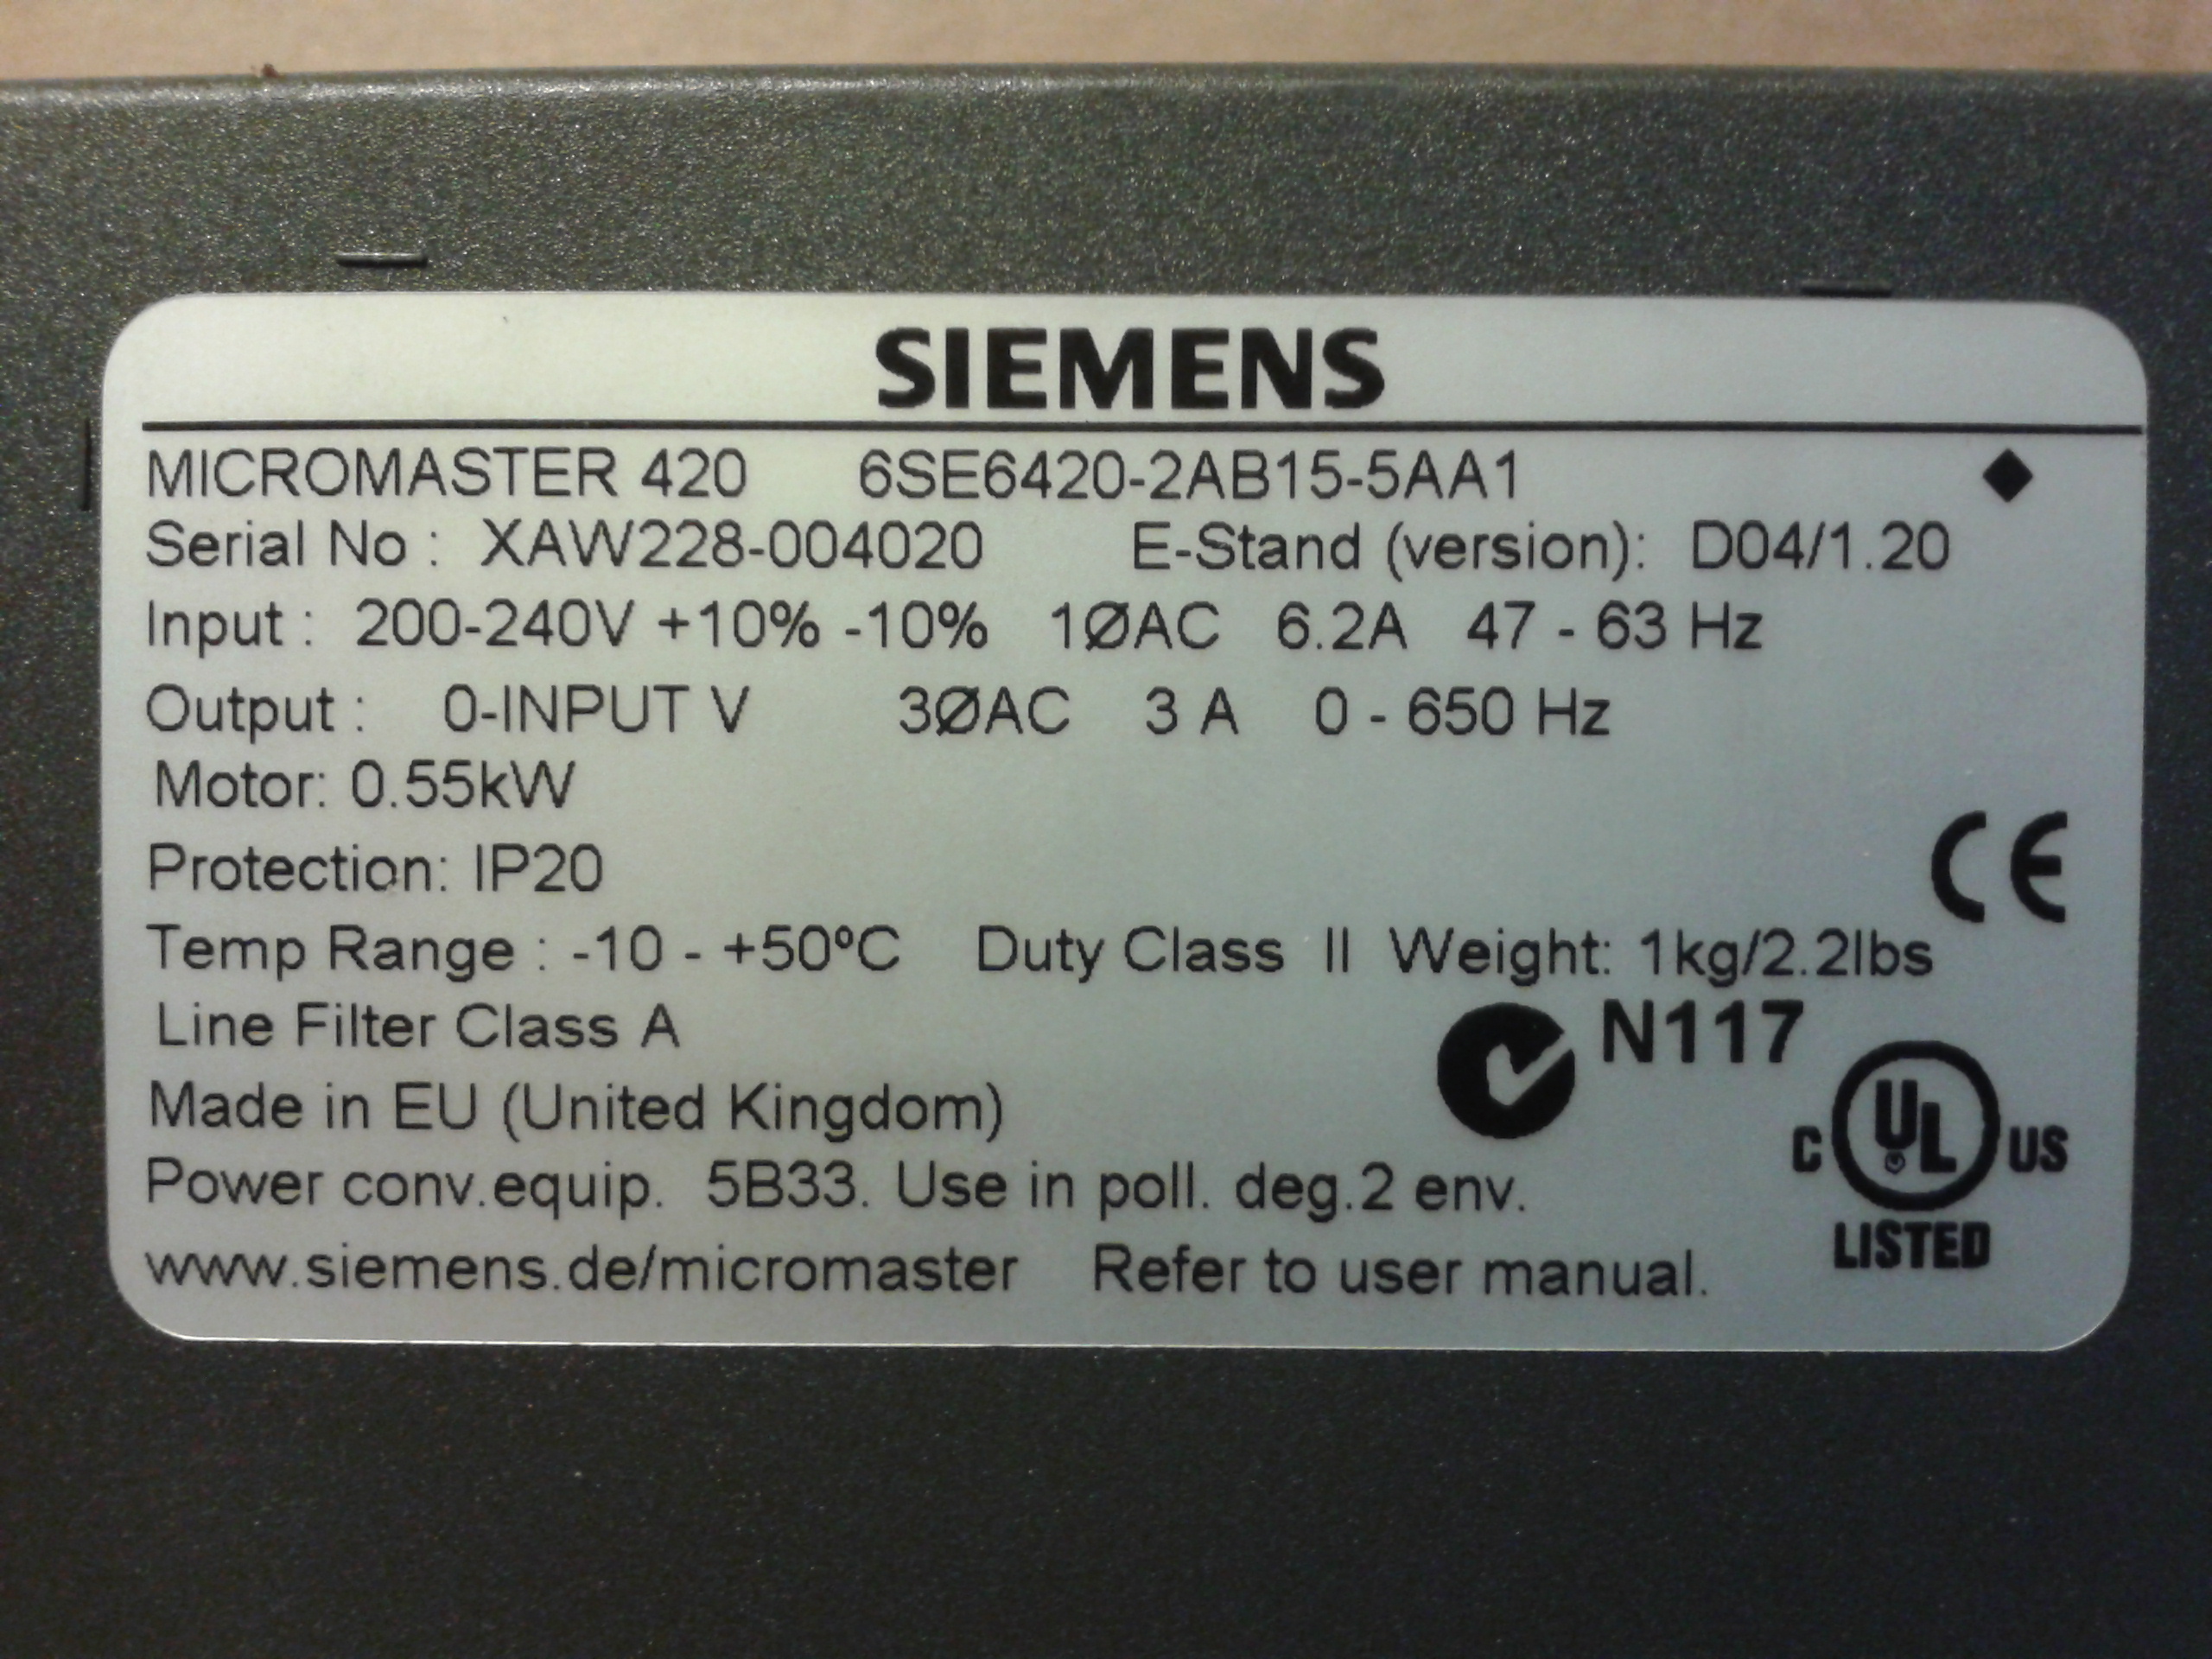 SIEMENS
MICROMASTER 420 6SE6420-2AB15-5AA1
Serial No : XAW228-004020 E-Stand (version): D04/1.20
Input : 200-240V +10% -10% 1ØAC 6.2A 47 - 63 Hz
Output : 0-INPUT V 3ØAC 3 A 0 - 650 Hz
Motor: 0.55kW
Protection: IP20
CE
Temp Range : -10 - +50ºC Duty Class II Weight: 1kg/2.2lbs
Line Filter Class A
N117
Made in EU (United Kingdom)
C UL US
LISTED
Power conv.equip. 5B33. Use in poll. deg.2 env.
www.siemens.de/micromaster Refer to user manual.